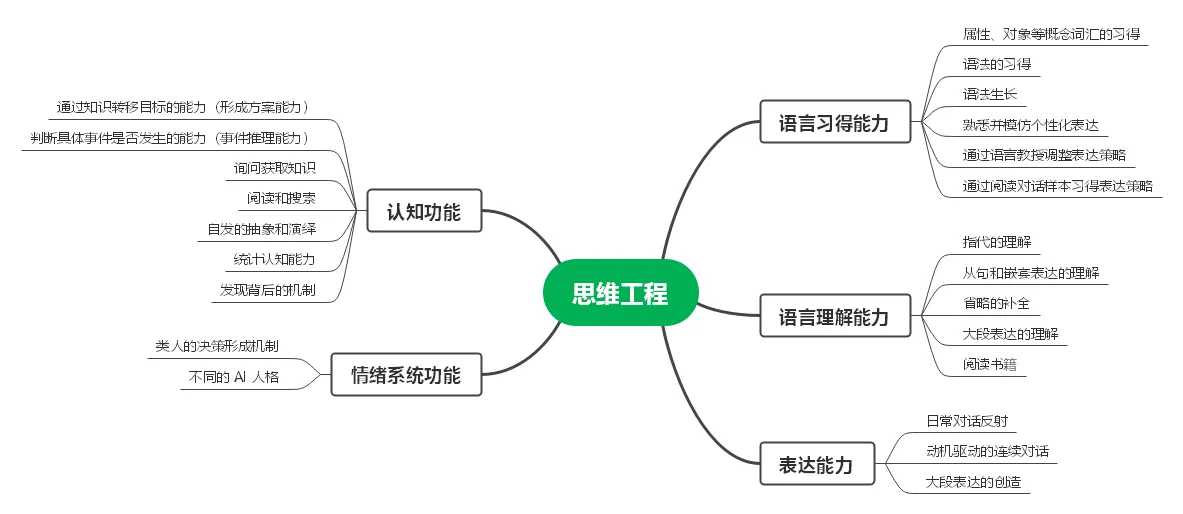 思维工程
语言习得能力
属性、对象等概念词汇的习得
语法的习得
语法生长
熟悉并模仿个性化表达
通过语言教授调整表达策略
通过阅读对话样本习得表达策略
语言理解能力
指代的理解
从句和嵌套表达的理解
省略的补全
大段表达的理解
阅读书籍
表达能力
日常对话反射
动机驱动的连续对话
大段表达的创造
认知功能
通过知识转移目标的能力（形成方案能力）
判断具体事件是否发生的能力（事件推理能力）
询问获取知识
阅读和搜索
自发的抽象和演绎
统计认知能力
发现背后的机制
情绪系统功能
类人的决策形成机制
不同的 AI 人格